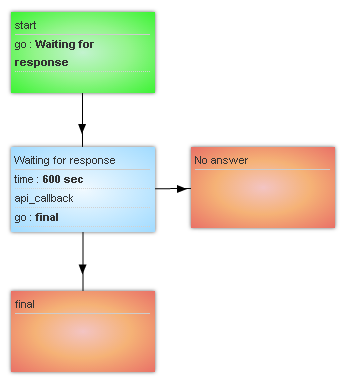 start
go : Waiting for
response
Waiting for response
time : 600 sec
api_callback
go : final
No answer
final